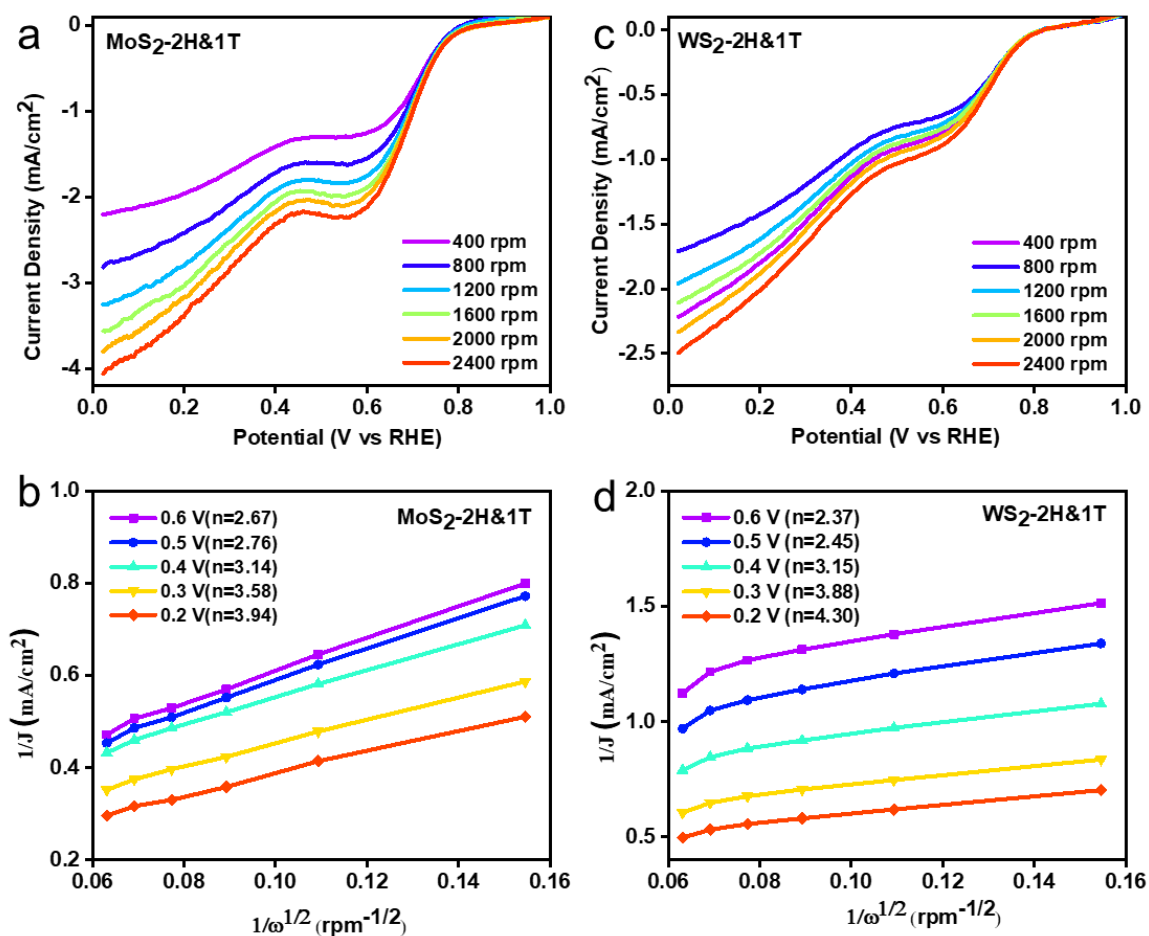 a
MoS2-2H&1T
0
-1
-2
-3
-4
Current Density (mA/cm2)
400 rpm
800 rpm
1200 rpm
1600 rpm
2000 rpm
2400 rpm
0.0 0.2 0.4 0.6 0.8 1.0
Potential (V vs RHE)
c
WS2-2H&1T
0.0
-0.5
-1.0
-1.5
-2.0
-2.5
Current Density (mA/cm2)
400 rpm
800 rpm
1200 rpm
1600 rpm
2000 rpm
2400 rpm
0.0 0.2 0.4 0.6 0.8 1.0
Potential (V vs RHE)
b
MoS2-2H&1T
0.6 V(n=2.67)
0.5 V(n=2.76)
0.4 V(n=3.14)
0.3 V(n=3.58)
0.2 V(n=3.94)
1.0
0.8
0.6
0.4
0.2
1/J (mA/cm2)
0.06 0.08 0.10 0.12 0.14 0.16
1/ω1/2 (rpm-1/2)
d
WS2-2H&1T
0.6 V (n=2.37)
0.5 V (n=2.45)
0.4 V (n=3.15)
0.3 V (n=3.88)
0.2 V (n=4.30)
2.0
1.5
1.0
0.5
1/J (mA/cm2)
0.06 0.08 0.10 0.12 0.14 0.16
1/ω1/2 (rpm-1/2)